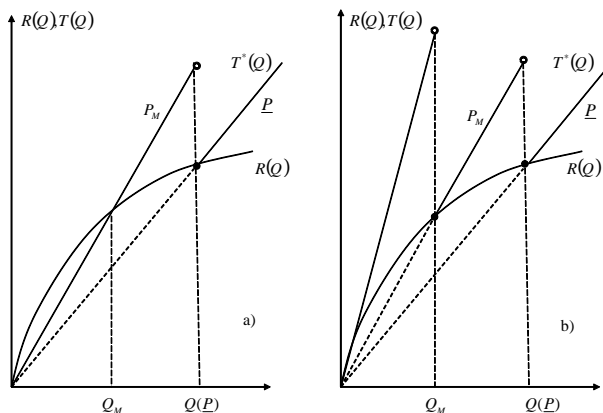 R(Q),T(Q)
T*(Q)
P_M
P
R(Q)
a)
Q_M
Q(P)
b)
R(Q),T(Q)
T*(Q)
P_M
P
R(Q)
b)
Q_M
Q(P)